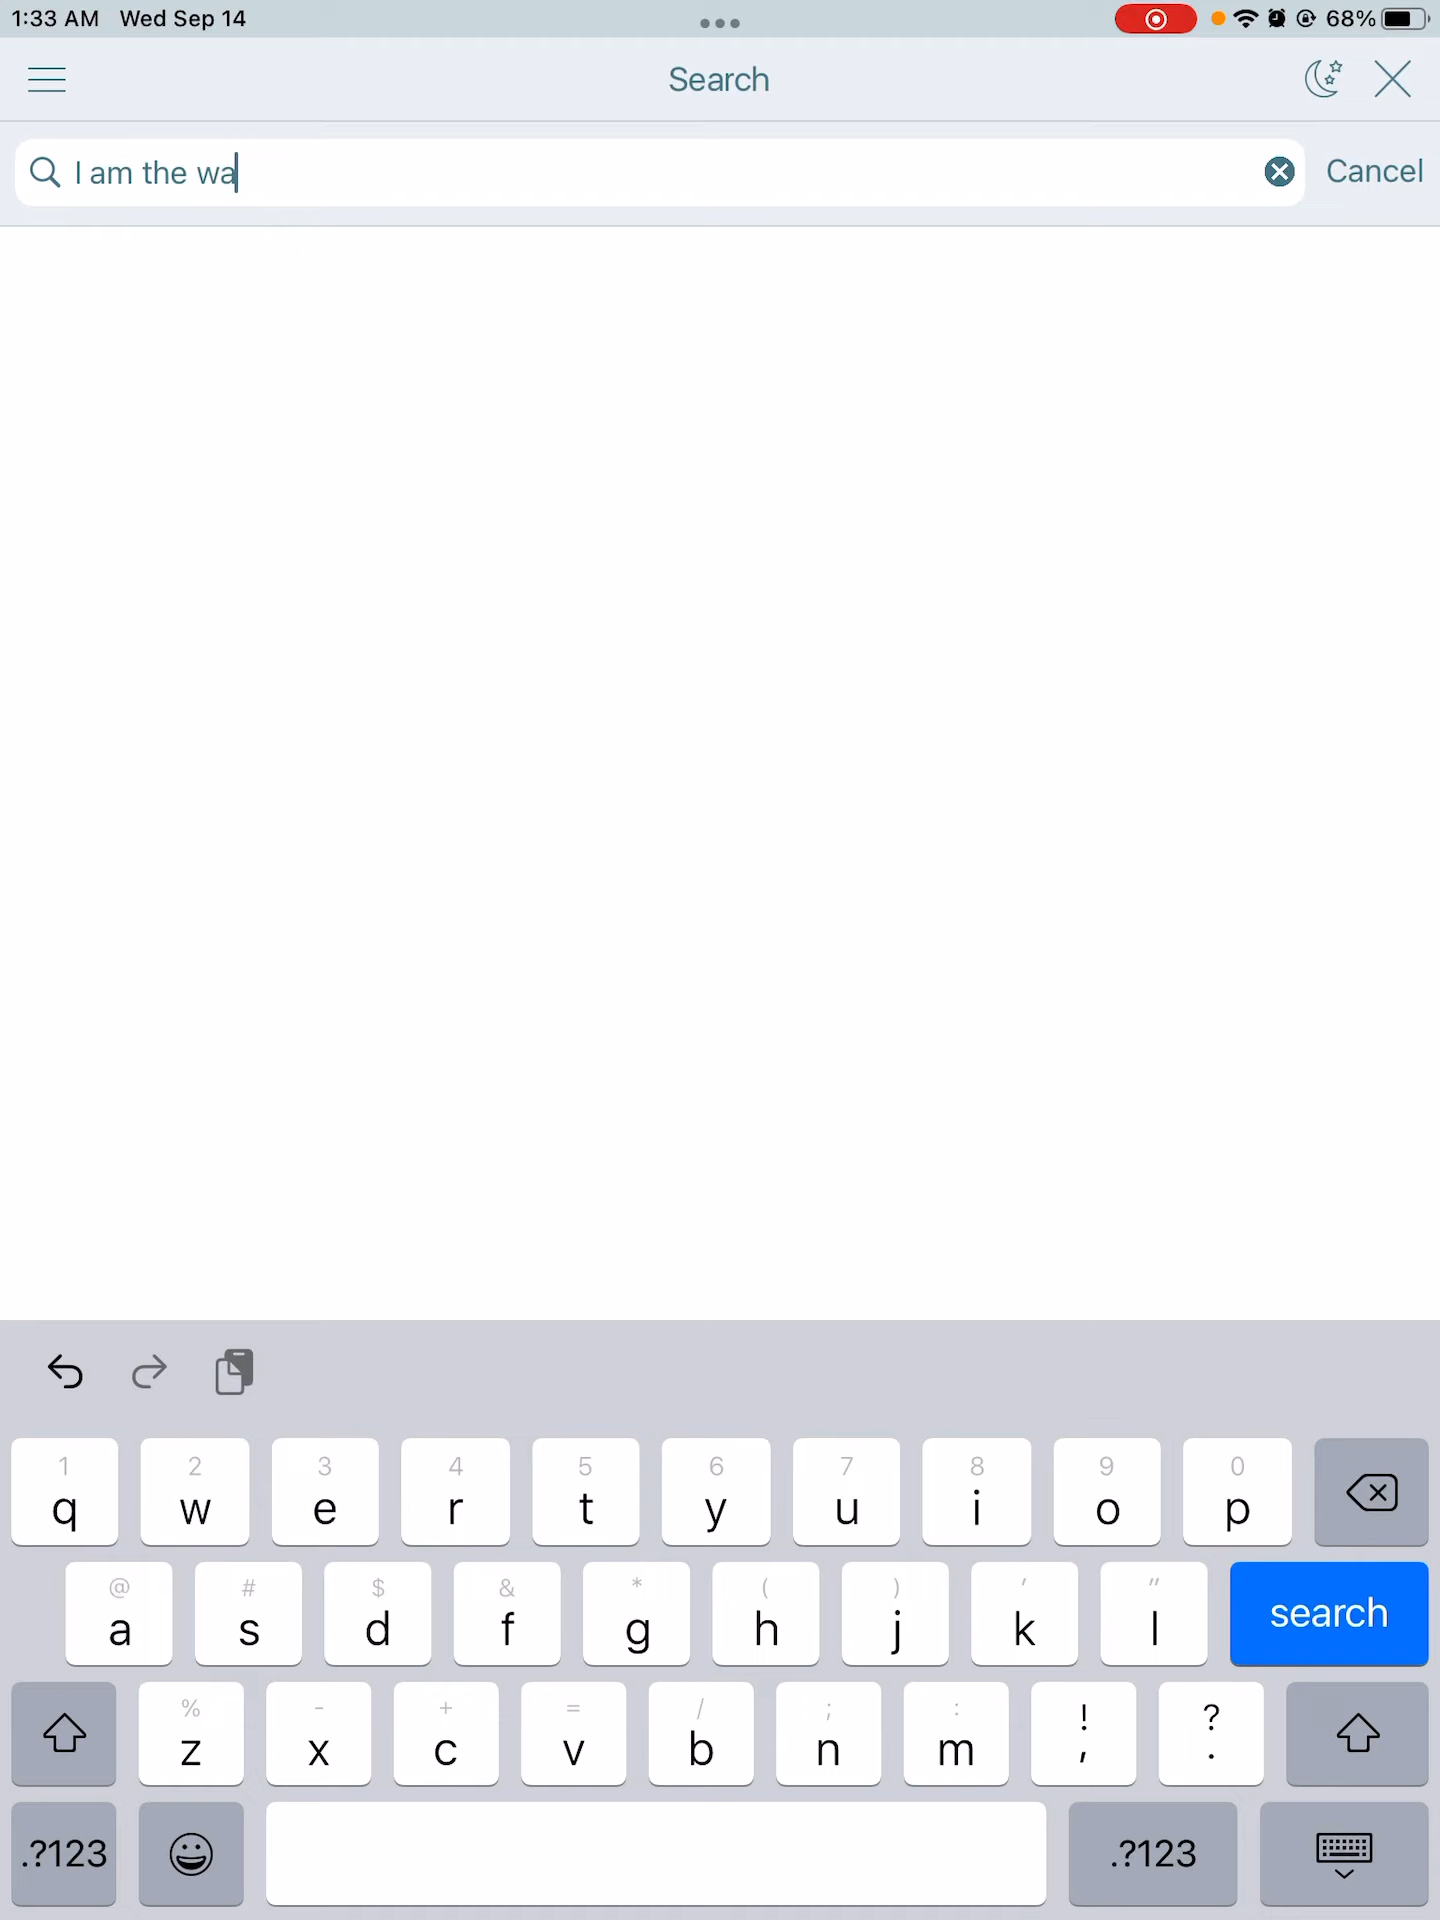 1:33 AM Wed Sep 14 68%
Search
I am the wa Cancel
1 2 3 4 5 6 7 8 9 0
q w e r t y u i o p
@ # $ & * ( ) ' "
a s d f g h j k l search
% - + = / ; : ! ?
z x c v b n m , .
.?123 .?123